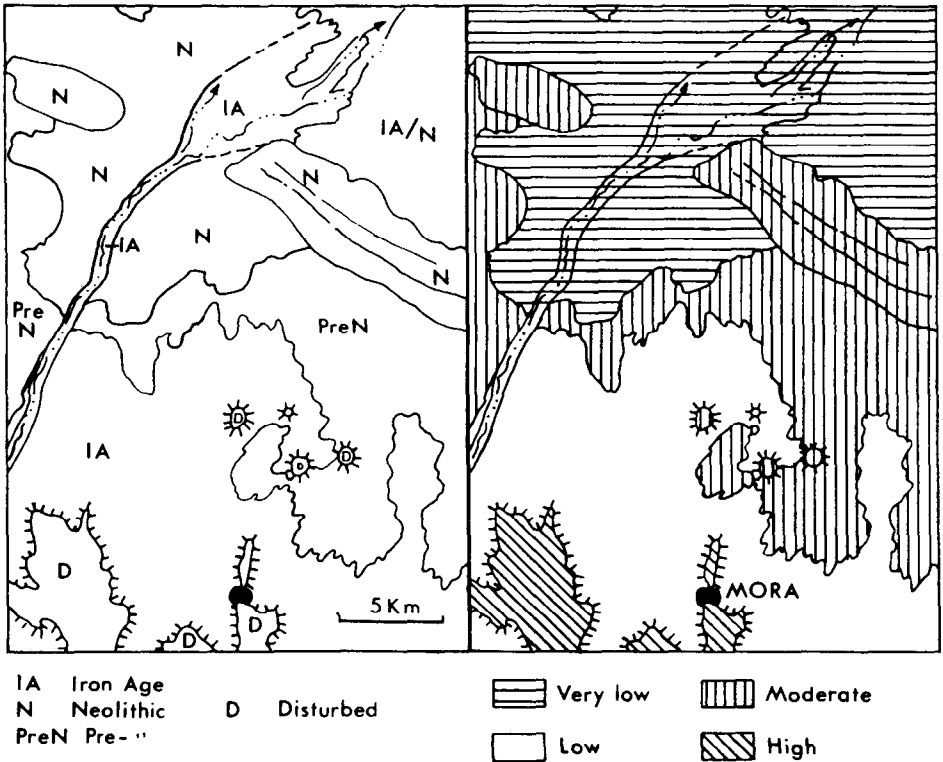 N
N
IA
IA/N
N
N
N
IA
N
Pre
N
PreN
D
D
D
IA
D
5 Km
D
D
MORA
IA Iron Age
N Neolithic
PreN Pre- "
D Disturbed
Very low
Low
Moderate
High